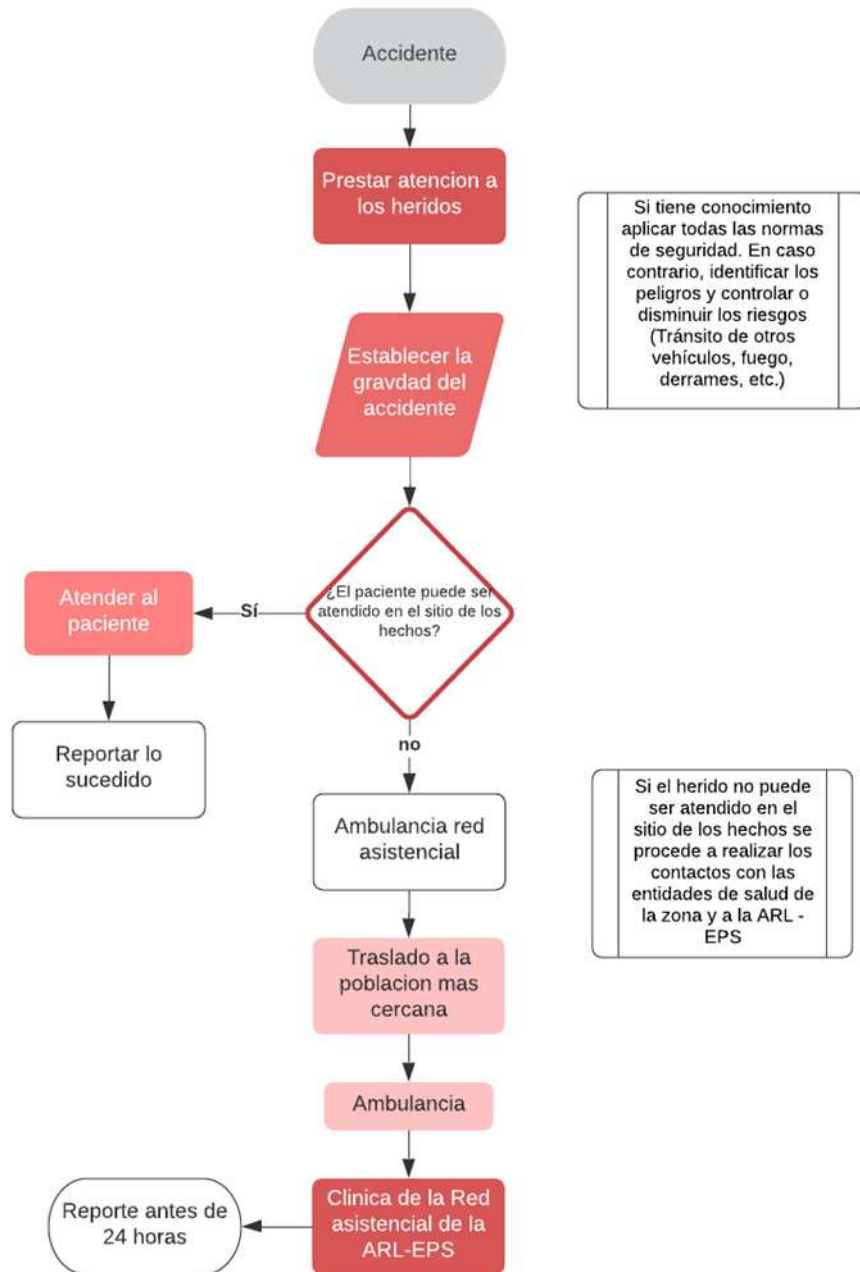 Accidente
Prestar atencion a
los heridos
Si tiene conocimiento
aplicar todas las normas
de seguridad. En caso
contrario, identificar los
peligros y controlar o
disminuir los riesgos
(Tránsito de otros
vehículos, fuego,
derrames, etc.)
Establecer la
gravdad del
accidente
¿El paciente puede ser
atendido en el sitio de los
hechos?
Sí
Atender al
paciente
Reportar lo
sucedido
no
Ambulancia red
asistencial
Si el herido no puede
ser atendido en el
sitio de los hechos se
procede a realizar los
contactos con las
entidades de salud de
la zona y a la ARL -
EPS
Traslado a la
poblacion mas
cercana
Ambulancia
Clinica de la Red
asistencial de la
ARL-EPS
Reporte antes de
24 horas